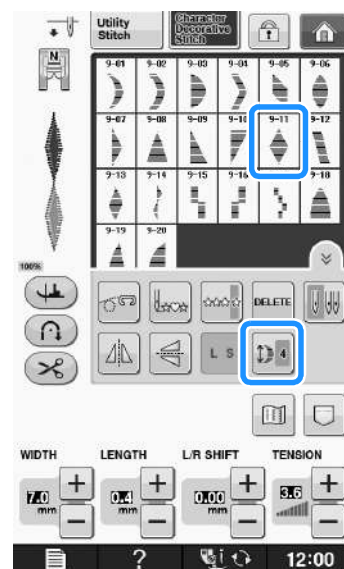 Utility
Stitch
Character
Decorative
Stitch
N
9-01 9-02 9-03 9-04 9-05 9-06
9-07 9-08 9-09 9-10 9-11 9-12
9-13 9-14 9-15 9-16 9-18
9-19 9-20
100%
DELETE
L S
4
WIDTH LENGTH L/R SHIFT TENSION
7.0 mm + − 0.4 mm + − 0.00 mm + − 3.6 + −
? i 12:00